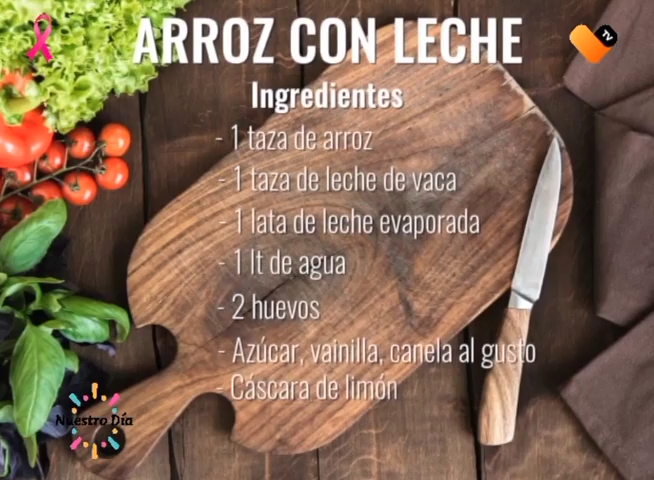 ARROZ CON LECHE
TV
Ingredientes
- 1 taza de arroz
- 1 taza de leche de vaca
- 1 lata de leche evaporada
- 1 lt de agua
- 2 huevos
- Azúcar, vainilla, canela al gusto
- Cáscara de limón
Nuestro Día